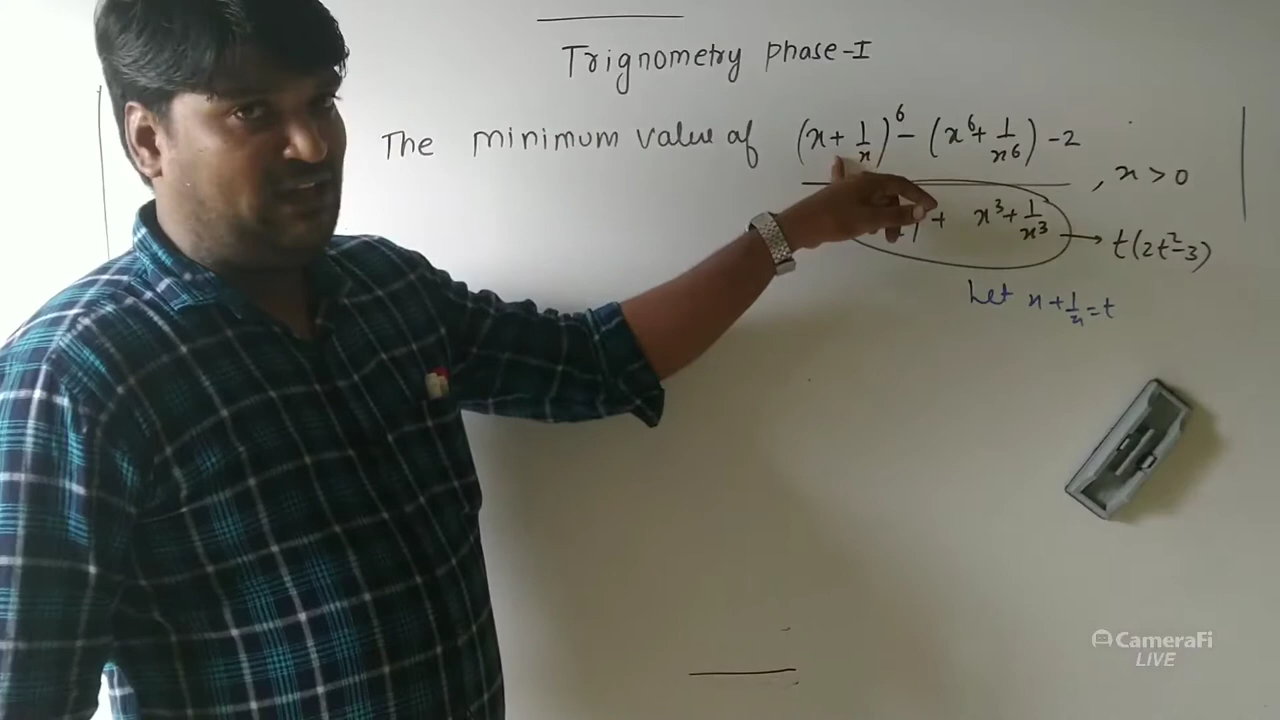 Trignometry phase-I
The minimum value of (x + 1/x)^6 - (x^6 + 1/x^6) - 2
+ x^3 + 1/x^3 , x > 0
→ t(2t^2-3)
Let x + 1/x = t
CameraFi
LIVE